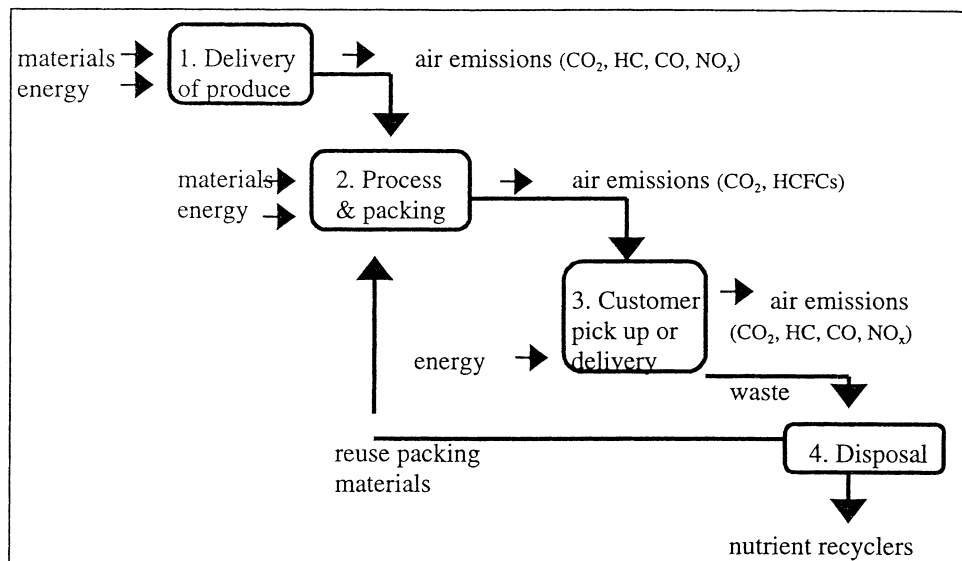 materials
energy
1. Delivery
of produce
air emissions (CO₂, HC, CO, NOₓ)
materials
energy
2. Process
& packing
air emissions (CO₂, HCFCs)
energy
3. Customer
pick up or
delivery
air emissions
(CO₂, HC, CO, NOₓ)
waste
4. Disposal
reuse packing
materials
nutrient recyclers